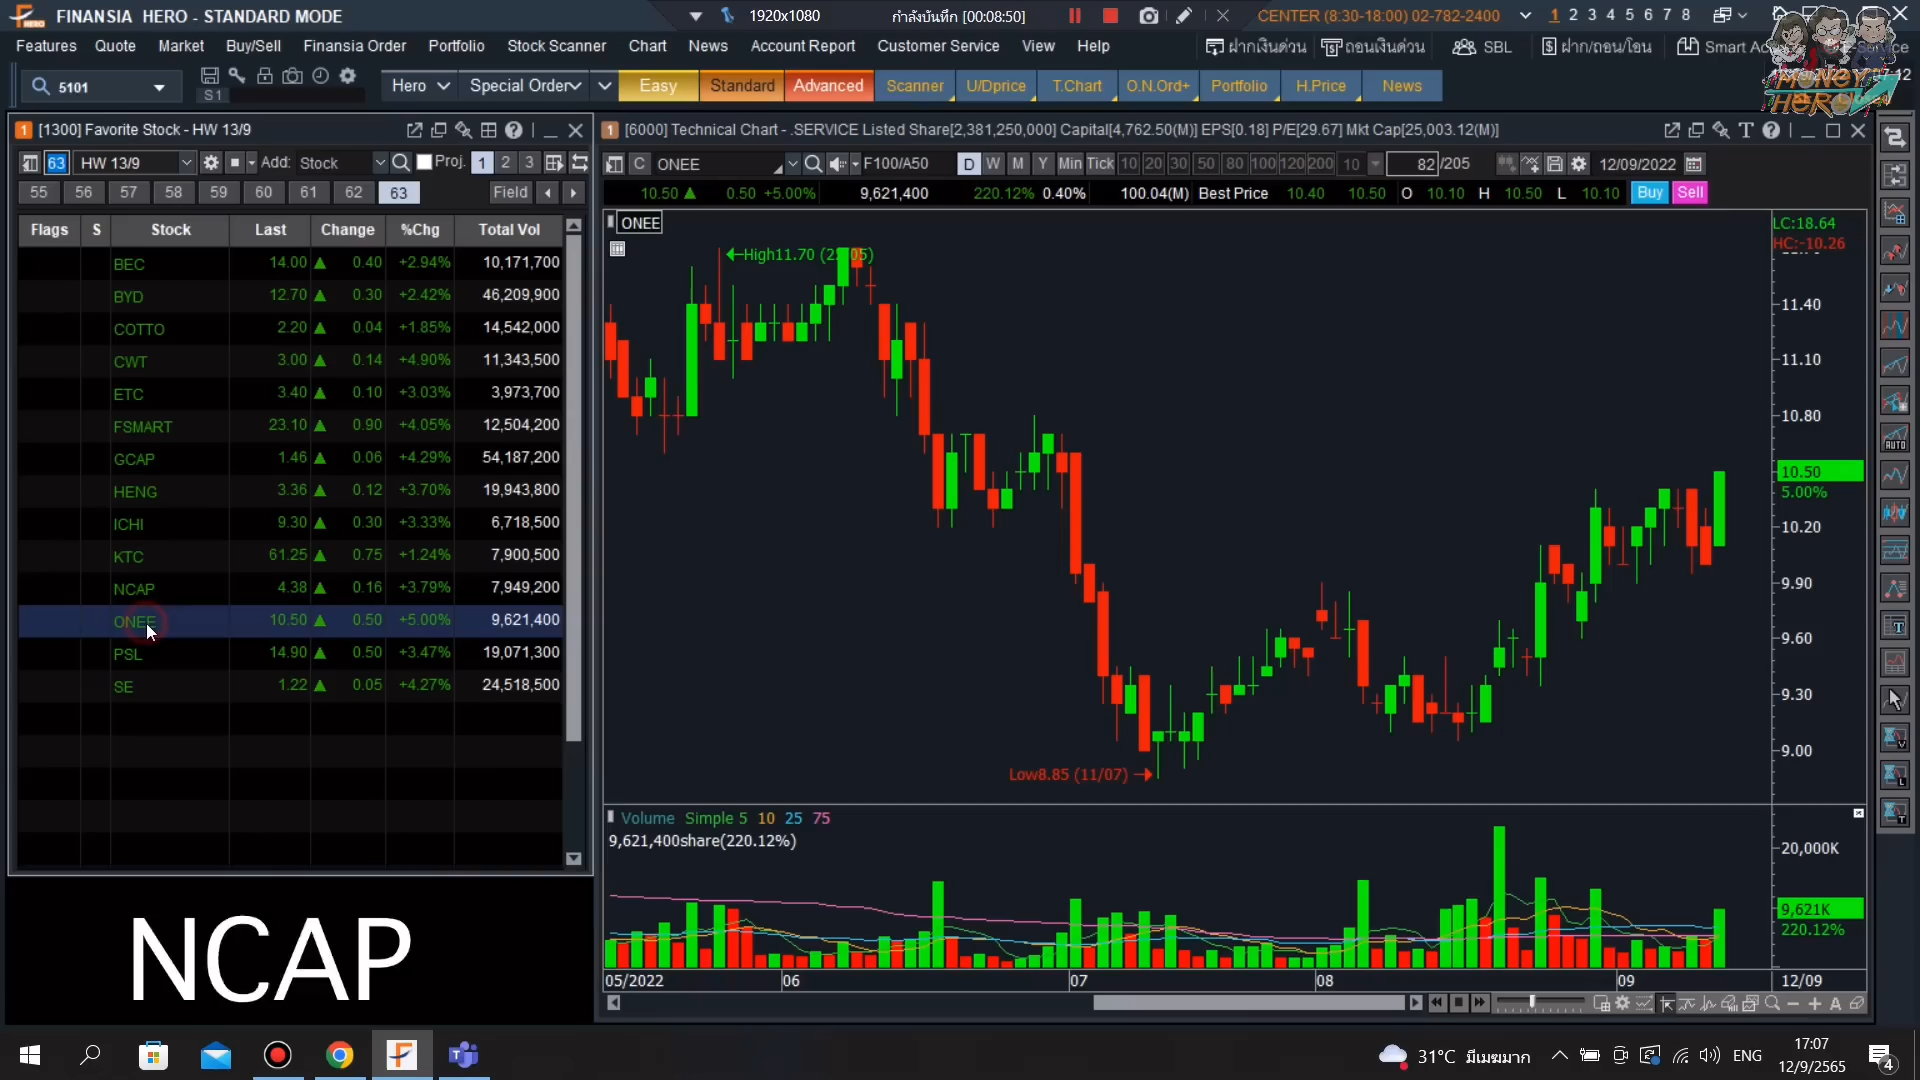 FINANSIA HERO - STANDARD MODE
1920x1080
กำลังบันทึก [00:08:50]
CENTER (8:30-18:00) 02-782-2400
1 2 3 4 5 6 7 8
Features Quote Market Buy/Sell Finansia Order Portfolio Stock Scanner Chart News Account Report Customer Service View Help
ฝากเงินด่วน ถอนเงินด่วน SBL ฝาก/ถอน/โอน
MONEY HERO
5101
S1
Hero Special Order Easy Standard Advanced Scanner U/Dprice T.Chart O.N.Ord+ Portfolio H.Price News
1 [1300] Favorite Stock - HW 13/9
63 HW 13/9 Add: Stock Proj. 1 2 3
55 56 57 58 59 60 61 62 63 Field
Flags S Stock Last Change %Chg Total Vol
BEC 14.00 ▲ 0.40 +2.94% 10,171,700
BYD 12.70 ▲ 0.30 +2.42% 46,209,900
COTTO 2.20 ▲ 0.04 +1.85% 14,542,000
CWT 3.00 ▲ 0.14 +4.90% 11,343,500
ETC 3.40 ▲ 0.10 +3.03% 3,973,700
FSMART 23.10 ▲ 0.90 +4.05% 12,504,200
GCAP 1.46 ▲ 0.06 +4.29% 54,187,200
HENG 3.36 ▲ 0.12 +3.70% 19,943,800
ICHI 9.30 ▲ 0.30 +3.33% 6,718,500
KTC 61.25 ▲ 0.75 +1.24% 7,900,500
NCAP 4.38 ▲ 0.16 +3.79% 7,949,200
ONEE 10.50 ▲ 0.50 +5.00% 9,621,400
PSL 14.90 ▲ 0.50 +3.47% 19,071,300
SE 1.22 ▲ 0.05 +4.27% 24,518,500
NCAP
1 [6000] Technical Chart - .SERVICE Listed Share[2,381,250,000] Capital[4,762.50(M)] EPS[0.18] P/E[29.67] Mkt Cap[25,003.12(M)]
C ONEE F100/A50 D W M Y Min Tick 10 20 30 50 80 100 120 200 10 82 /205 12/09/2022
10.50 ▲ 0.50 +5.00% 9,621,400 220.12% 0.40% 100.04(M) Best Price 10.40 10.50 O 10.10 H 10.50 L 10.10 Buy Sell
ONEE
LC:18.64
HC:-10.26
11.40
11.10
10.80
10.50
5.00%
10.20
9.90
9.60
9.30
9.00
Low8.85 (11/07)
Volume Simple 5 10 25 75
9,621,400share(220.12%)
20,000K
9,621K
220.12%
05/2022 06 07 08 09 12/09
AUTO
31°C มีเมฆมาก ENG
17:07
12/9/2565
4